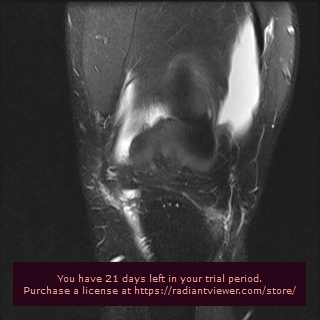 You have 21 days left in your trial period.
Purchase a license at https://radiantviewer.com/store/